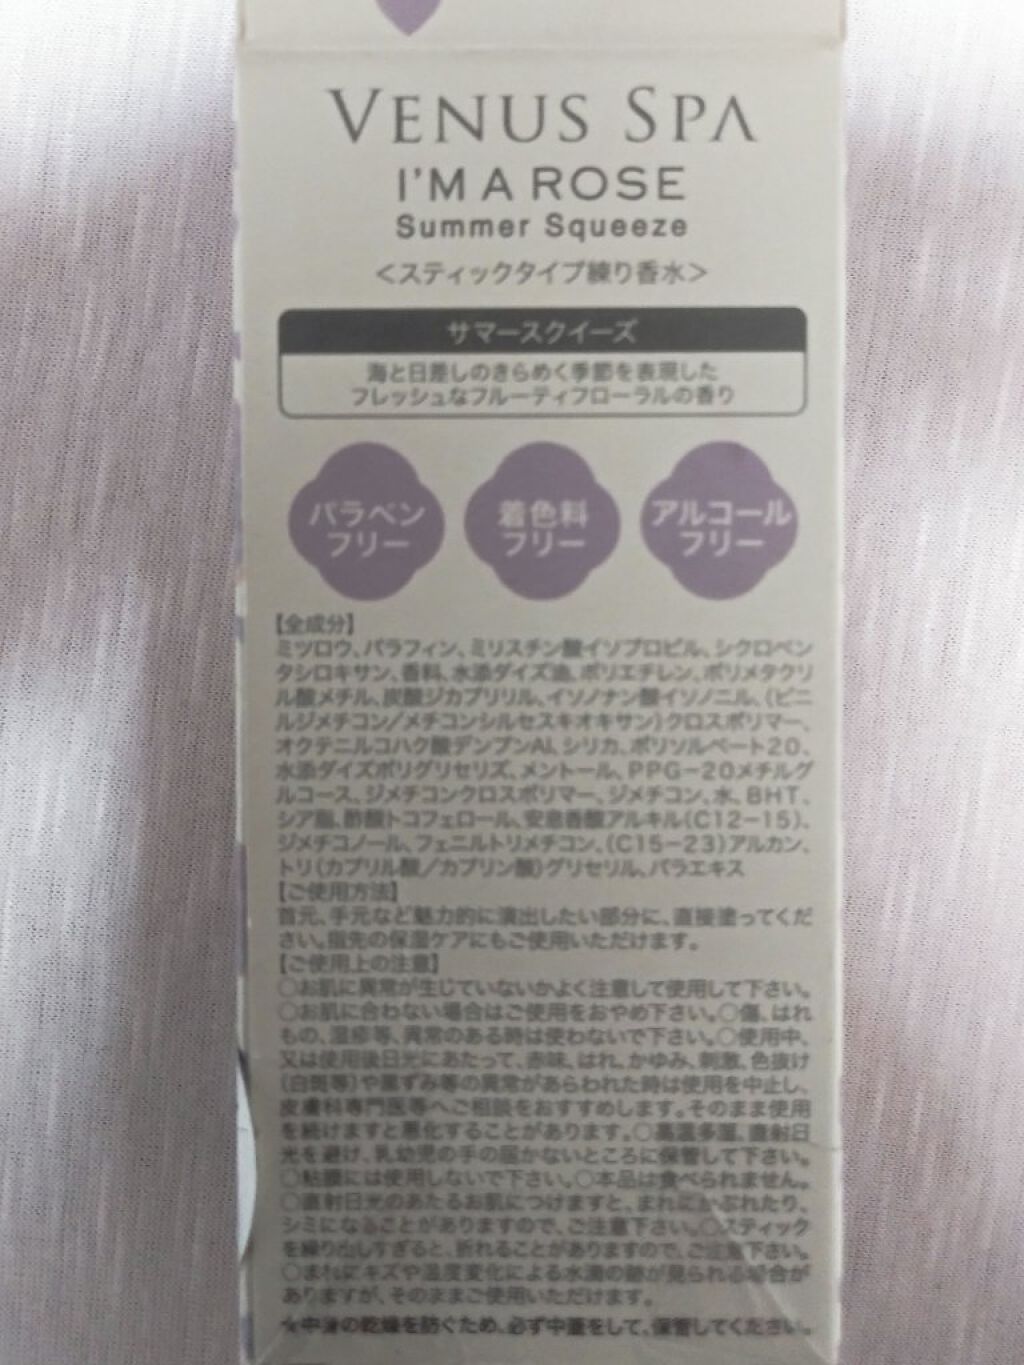 VENUS SPA
I'M A ROSE
Summer Squeeze
<スティックタイプ練り香水>
サマースクイーズ
海と日差しのきらめく季節を表現した
フレッシュなフルーティフローラルの香り
パラベン
フリー
着色料
フリー
アルコール
フリー
【全成分】
ミツロウ、パラフィン、ミリスチン酸イソプロピル、シクロペン
タシロキサン、香料、水添ダイズ油、ポリエチレン、ポリメタクリ
ル酸メチル、炭酸ジカプリリル、イソノナン酸イソノニル、(ビニ
ルジメチコン/メチコンシルセスキオキサン)クロスポリマー、
オクテニルコハク酸デンプンAl、シリカ、ポリソルベート20、
水添ダイズポリグリセリズ、メントール、PPG-20メチルグ
ルコース、ジメチコンクロスポリマー、ジメチコン、水、BHT、
シア脂、酢酸トコフェロール、安息香酸アルキル(C12-15)、
ジメチコノール、フェニルトリメチコン、(C15-23)アルカン、
トリ(カプリル酸/カプリン酸)グリセリル、バラエキス
【ご使用方法】
首元、手元など魅力的に演出したい部分に、直接塗ってくだ
さい。指先の保湿ケアにもご使用いただけます。
【ご使用上の注意】
○お肌に異常が生じていないかよく注意して使用して下さい。
○お肌に合わない場合はご使用をおやめ下さい。○傷、はれ
もの、湿疹等、異常のある時は使わないで下さい。○使用中、
又は使用後日光にあたって、赤味、はれ、かゆみ、刺激、色抜け
(白斑等)や黒ずみ等の異常があらわれた時は使用を中止し、
皮膚科専門医等へご相談をおすすめします。そのまま使用
を続けますと悪化することがあります。○高温多湿、直射日
光を避け、乳幼児の手の届かないところに保管して下さい。
○粘膜には使用しないで下さい。○本品は食べられません。
○直射日光のあたるお肌につけますと、まれにかぶれたり、
シミになることがありますので、ご注意下さい。○スティック
を繰り出しすぎると、折れることがありますので、ご注意下さい。
○まれにキズや温度変化による水滴の跡が見られる場合が
ありますが、そのままご使用いただけます。
★中身の乾燥を防ぐため、必ず中蓋をして、保管してください。